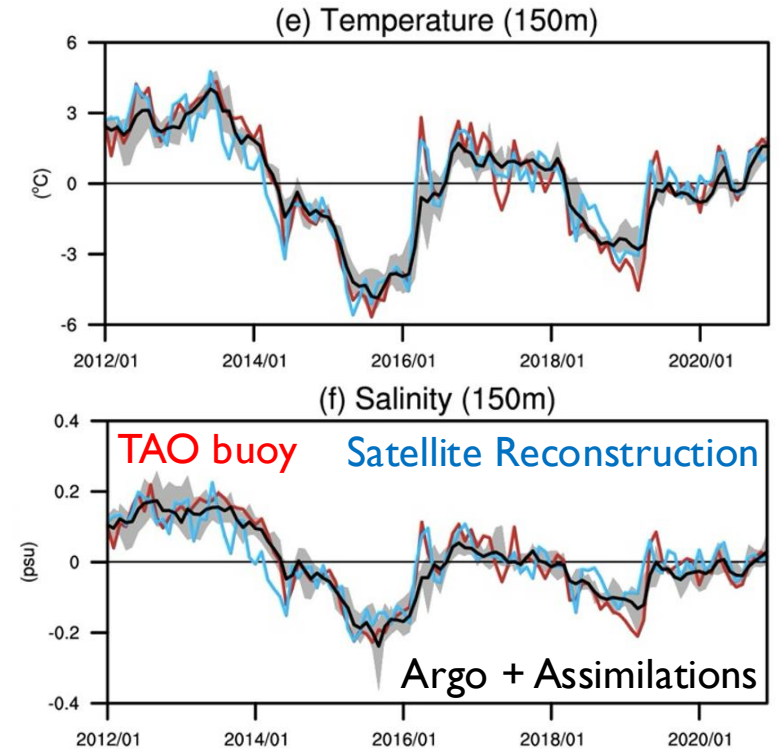 (e) Temperature (150m)
6
3
0
-3
-6
(°C)
2012/01 2014/01 2016/01 2018/01 2020/01
(f) Salinity (150m)
0.4
0.2
0
-0.2
-0.4
(psu)
TAO buoy Satellite Reconstruction
Argo + Assimilations
2012/01 2014/01 2016/01 2018/01 2020/01